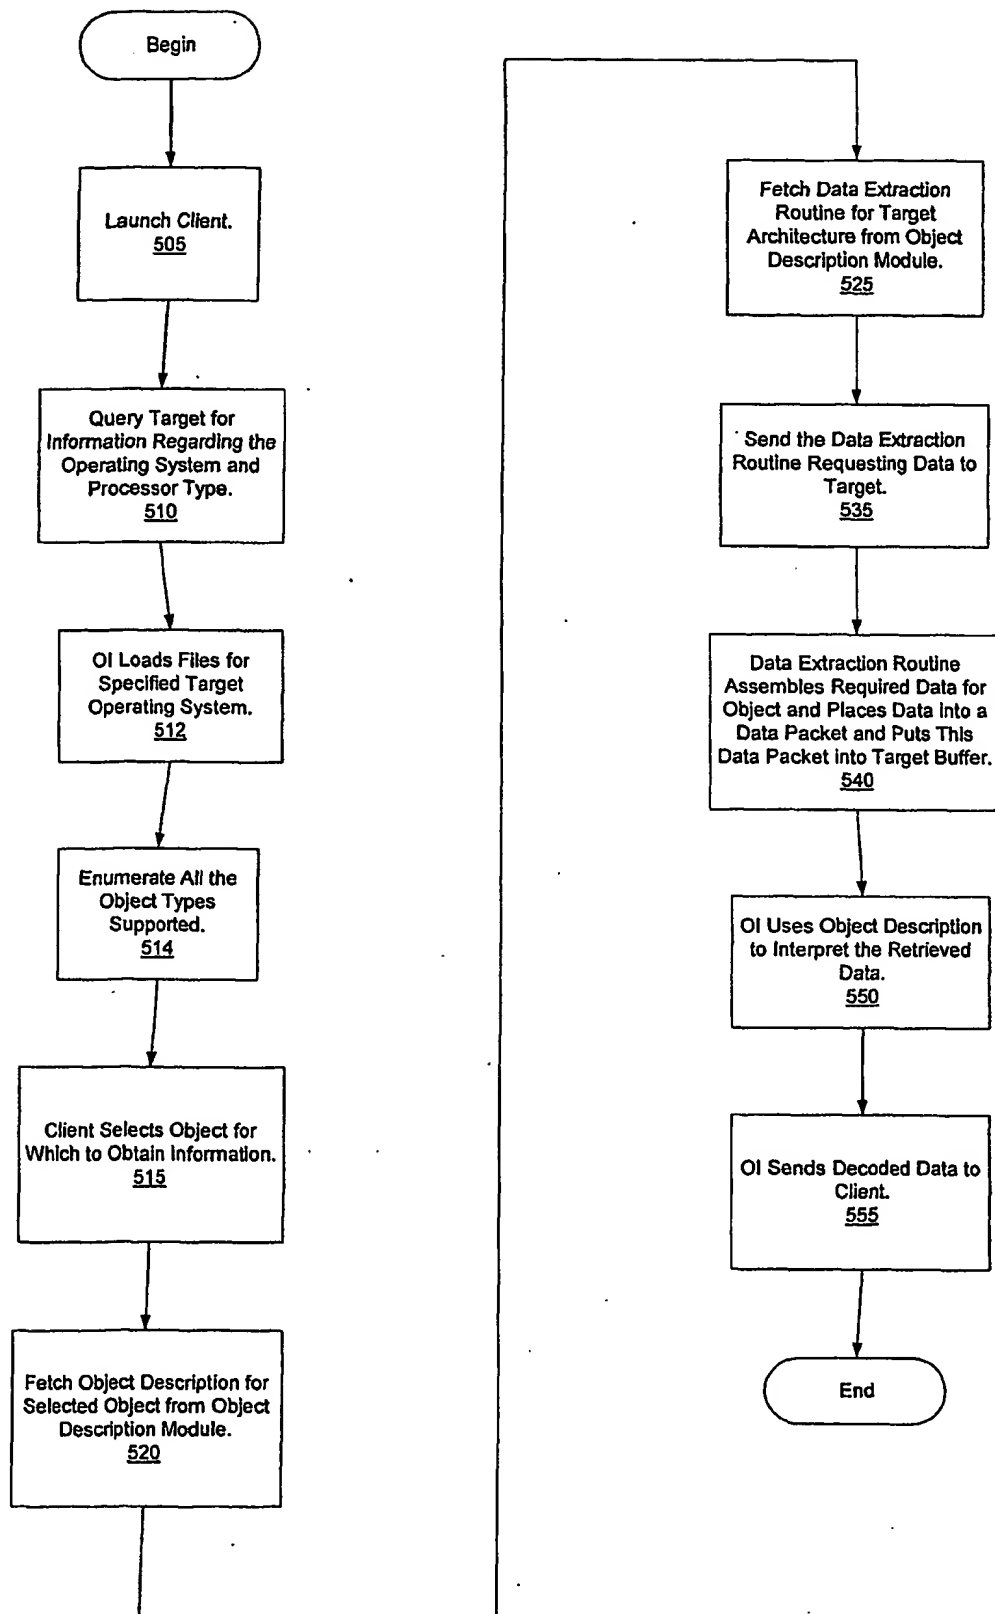 Begin
Launch Client.
505
Query Target for
Information Regarding the
Operating System and
Processor Type.
510
OI Loads Files for
Specified Target
Operating System.
512
Enumerate All the
Object Types
Supported.
514
Client Selects Object for
Which to Obtain Information.
515
Fetch Object Description for
Selected Object from Object
Description Module.
520
Fetch Data Extraction
Routine for Target
Architecture from Object
Description Module.
525
Send the Data Extraction
Routine Requesting Data to
Target.
535
Data Extraction Routine
Assembles Required Data for
Object and Places Data into a
Data Packet and Puts This
Data Packet into Target Buffer.
540
OI Uses Object Description
to Interpret the Retrieved
Data.
550
OI Sends Decoded Data to
Client.
555
End